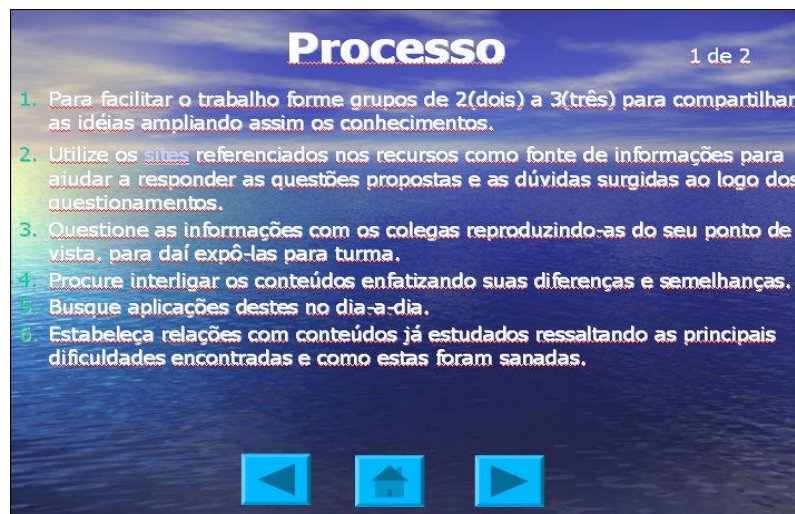 Processo
1 de 2
1. Para facilitar o trabalho forme grupos de 2(dois) a 3(três) para compartilhar
as idéias ampliando assim os conhecimentos.
2. Utilize os sites referenciados nos recursos como fonte de informações para
ajudar a responder as questões propostas e as dúvidas surgidas ao logo dos
questionamentos.
3. Questione as informações com os colegas reproduzindo-as do seu ponto de
vista, para daí expô-las para turma.
4. Procure interligar os conteúdos enfatizando suas diferenças e semelhanças.
5. Busque aplicações destes no dia-a-dia.
6. Estabeleça relações com conteúdos já estudados ressaltando as principais
dificuldades encontradas e como estas foram sanadas.